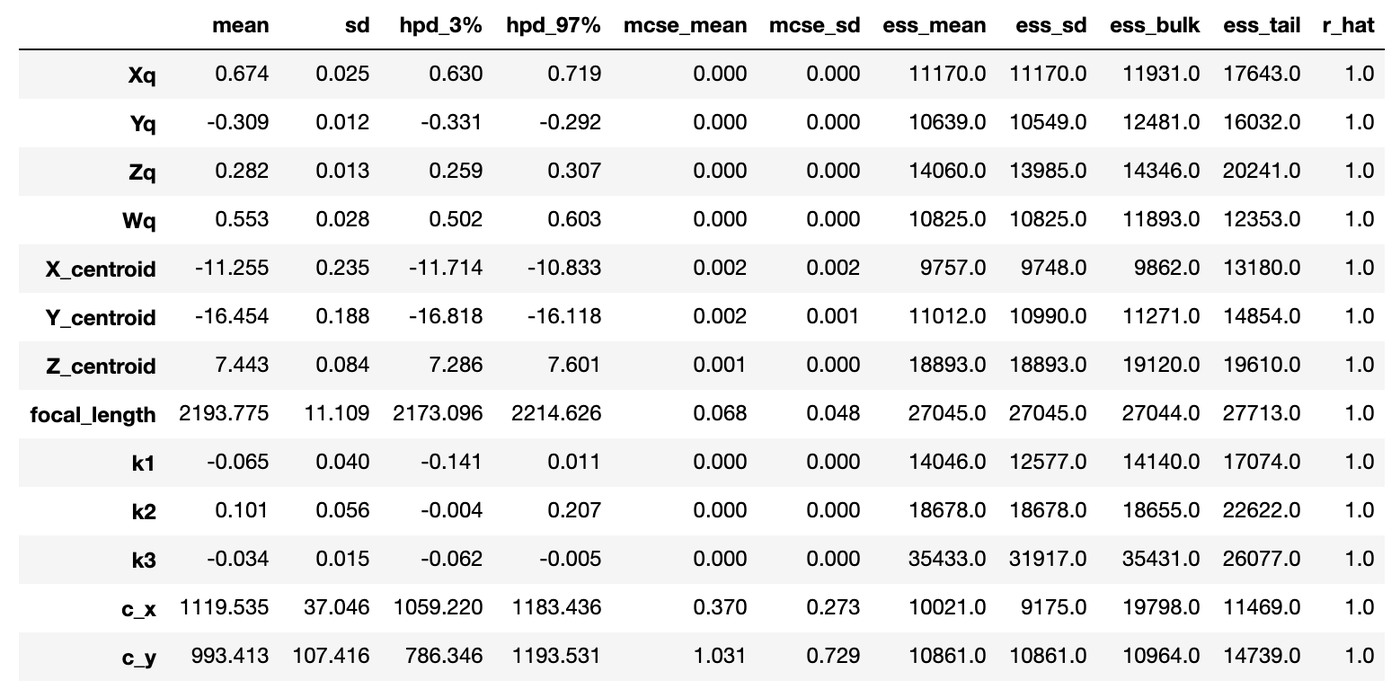 mean sd hpd_3% hpd_97% mcse_mean mcse_sd ess_mean ess_sd ess_bulk ess_tail r_hat
Xq 0.674 0.025 0.630 0.719 0.000 0.000 11170.0 11170.0 11931.0 17643.0 1.0
Yq -0.309 0.012 -0.331 -0.292 0.000 0.000 10639.0 10549.0 12481.0 16032.0 1.0
Zq 0.282 0.013 0.259 0.307 0.000 0.000 14060.0 13985.0 14346.0 20241.0 1.0
Wq 0.553 0.028 0.502 0.603 0.000 0.000 10825.0 10825.0 11893.0 12353.0 1.0
X_centroid -11.255 0.235 -11.714 -10.833 0.002 0.002 9757.0 9748.0 9862.0 13180.0 1.0
Y_centroid -16.454 0.188 -16.818 -16.118 0.002 0.001 11012.0 10990.0 11271.0 14854.0 1.0
Z_centroid 7.443 0.084 7.286 7.601 0.001 0.000 18893.0 18893.0 19120.0 19610.0 1.0
focal_length 2193.775 11.109 2173.096 2214.626 0.068 0.048 27045.0 27045.0 27044.0 27713.0 1.0
k1 -0.065 0.040 -0.141 0.011 0.000 0.000 14046.0 12577.0 14140.0 17074.0 1.0
k2 0.101 0.056 -0.004 0.207 0.000 0.000 18678.0 18678.0 18655.0 22622.0 1.0
k3 -0.034 0.015 -0.062 -0.005 0.000 0.000 35433.0 31917.0 35431.0 26077.0 1.0
c_x 1119.535 37.046 1059.220 1183.436 0.370 0.273 10021.0 9175.0 19798.0 11469.0 1.0
c_y 993.413 107.416 786.346 1193.531 1.031 0.729 10861.0 10861.0 10964.0 14739.0 1.0